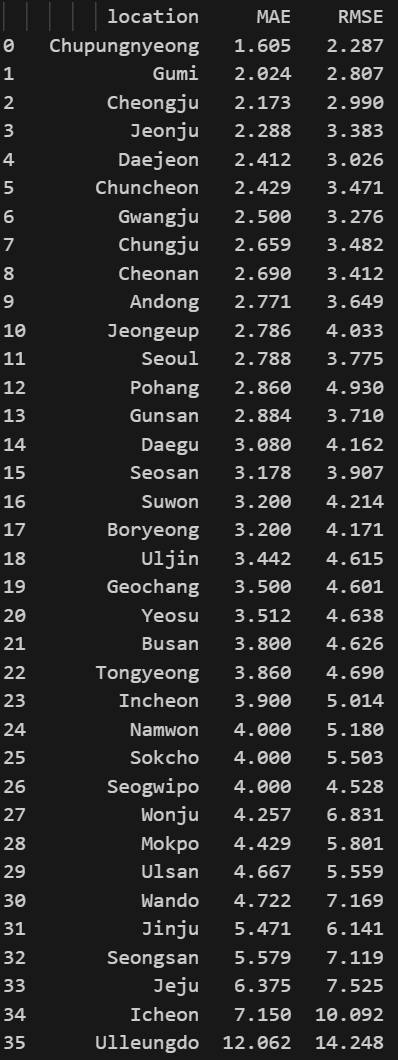 location MAE RMSE
0 Chupungnyeong 1.605 2.287
1 Gumi 2.024 2.807
2 Cheongju 2.173 2.990
3 Jeonju 2.288 3.383
4 Daejeon 2.412 3.026
5 Chuncheon 2.429 3.471
6 Gwangju 2.500 3.276
7 Chungju 2.659 3.482
8 Cheonan 2.690 3.412
9 Andong 2.771 3.649
10 Jeongeup 2.786 4.033
11 Seoul 2.788 3.775
12 Pohang 2.860 4.930
13 Gunsan 2.884 3.710
14 Daegu 3.080 4.162
15 Seosan 3.178 3.907
16 Suwon 3.200 4.214
17 Boryeong 3.200 4.171
18 Uljin 3.442 4.615
19 Geochang 3.500 4.601
20 Yeosu 3.512 4.638
21 Busan 3.800 4.626
22 Tongyeong 3.860 4.690
23 Incheon 3.900 5.014
24 Namwon 4.000 5.180
25 Sokcho 4.000 5.503
26 Seogwipo 4.000 4.528
27 Wonju 4.257 6.831
28 Mokpo 4.429 5.801
29 Ulsan 4.667 5.559
30 Wando 4.722 7.169
31 Jinju 5.471 6.141
32 Seongsan 5.579 7.119
33 Jeju 6.375 7.525
34 Icheon 7.150 10.092
35 Ulleungdo 12.062 14.248